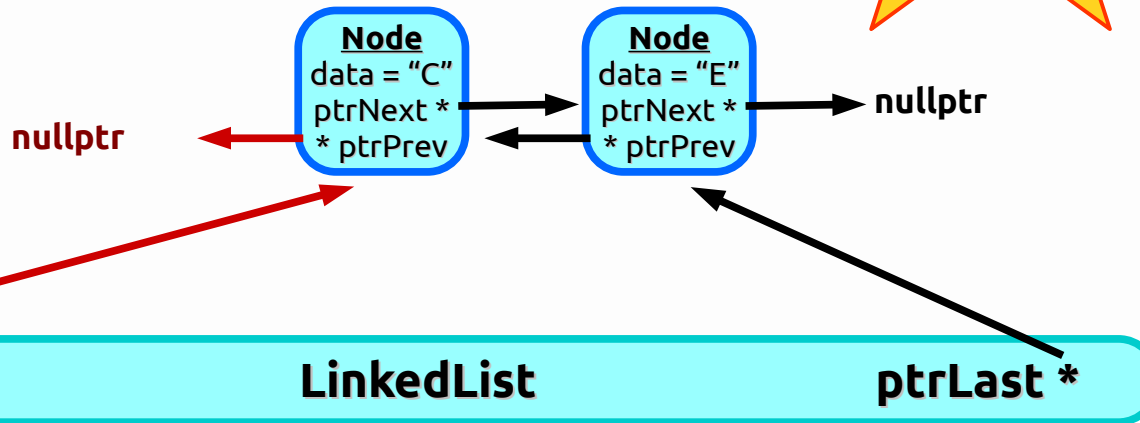 Node
data = “C”
ptrNext *
* ptrPrev
Node
data = “E”
ptrNext *
* ptrPrev
nullptr
nullptr
LinkedList
ptrLast *